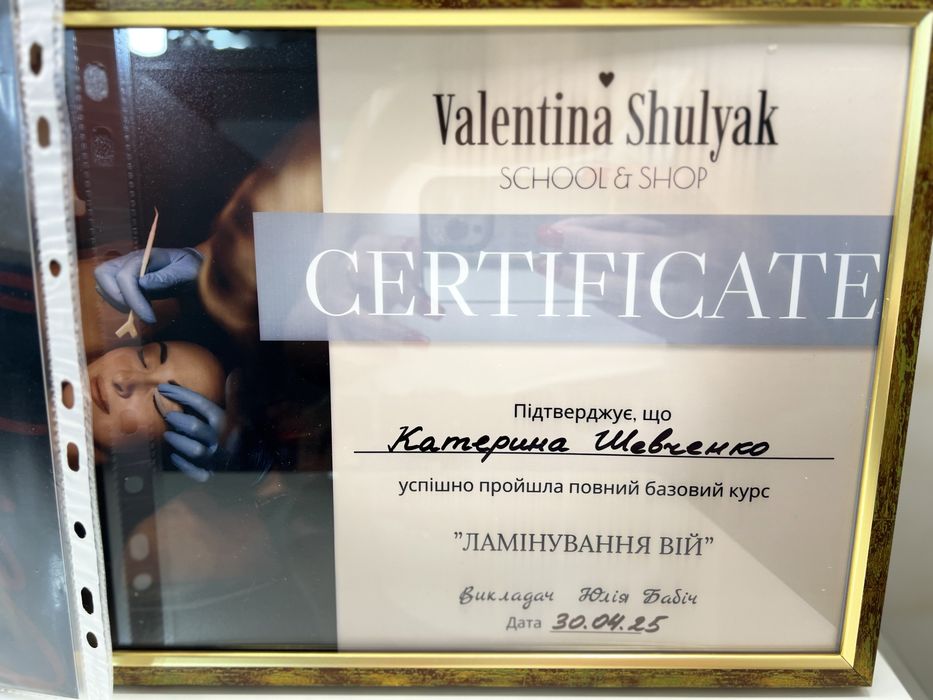 Valentina Shulyak
SCHOOL & SHOP
CERTIFICATE
Підтверджує, що
Катерина Шевченко
успішно пройшла повний базовий курс
”ЛАМІНУВАННЯ ВІЙ”
Викладач Юлія Бабіч
Дата 30.04.25